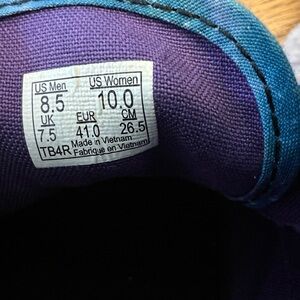 US Men US Women
8.5 10.0
UK EUR CM
7.5 41.0 26.5
TB4R Made in Vietnam
Fabriqué en Vietnam